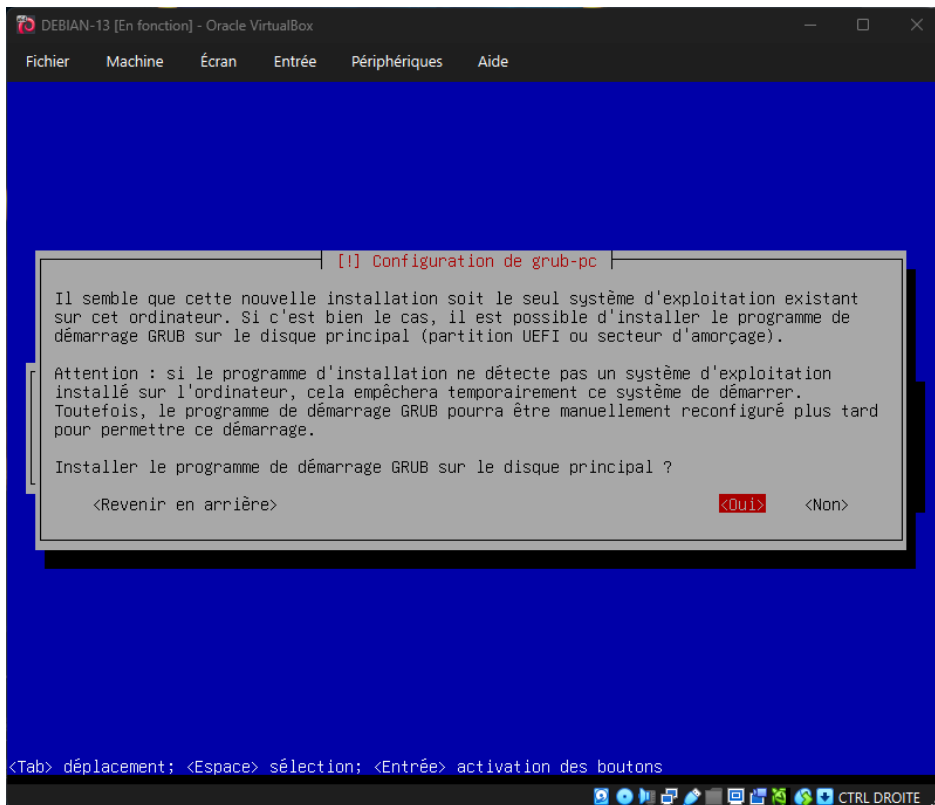 DEBIAN-13 [En fonction] - Oracle VirtualBox
Fichier Machine Écran Entrée Périphériques Aide
[!] Configuration de grub-pc
Il semble que cette nouvelle installation soit le seul système d'exploitation existant
sur cet ordinateur. Si c'est bien le cas, il est possible d'installer le programme de
démarrage GRUB sur le disque principal (partition UEFI ou secteur d'amorçage).
Attention : si le programme d'installation ne détecte pas un système d'exploitation
installé sur l'ordinateur, cela empêchera temporairement ce système de démarrer.
Toutefois, le programme de démarrage GRUB pourra être manuellement reconfiguré plus tard
pour permettre ce démarrage.
Installer le programme de démarrage GRUB sur le disque principal ?
<Revenir en arrière> <Oui> <Non>
<Tab> déplacement; <Espace> sélection; <Entrée> activation des boutons
CTRL DROITE